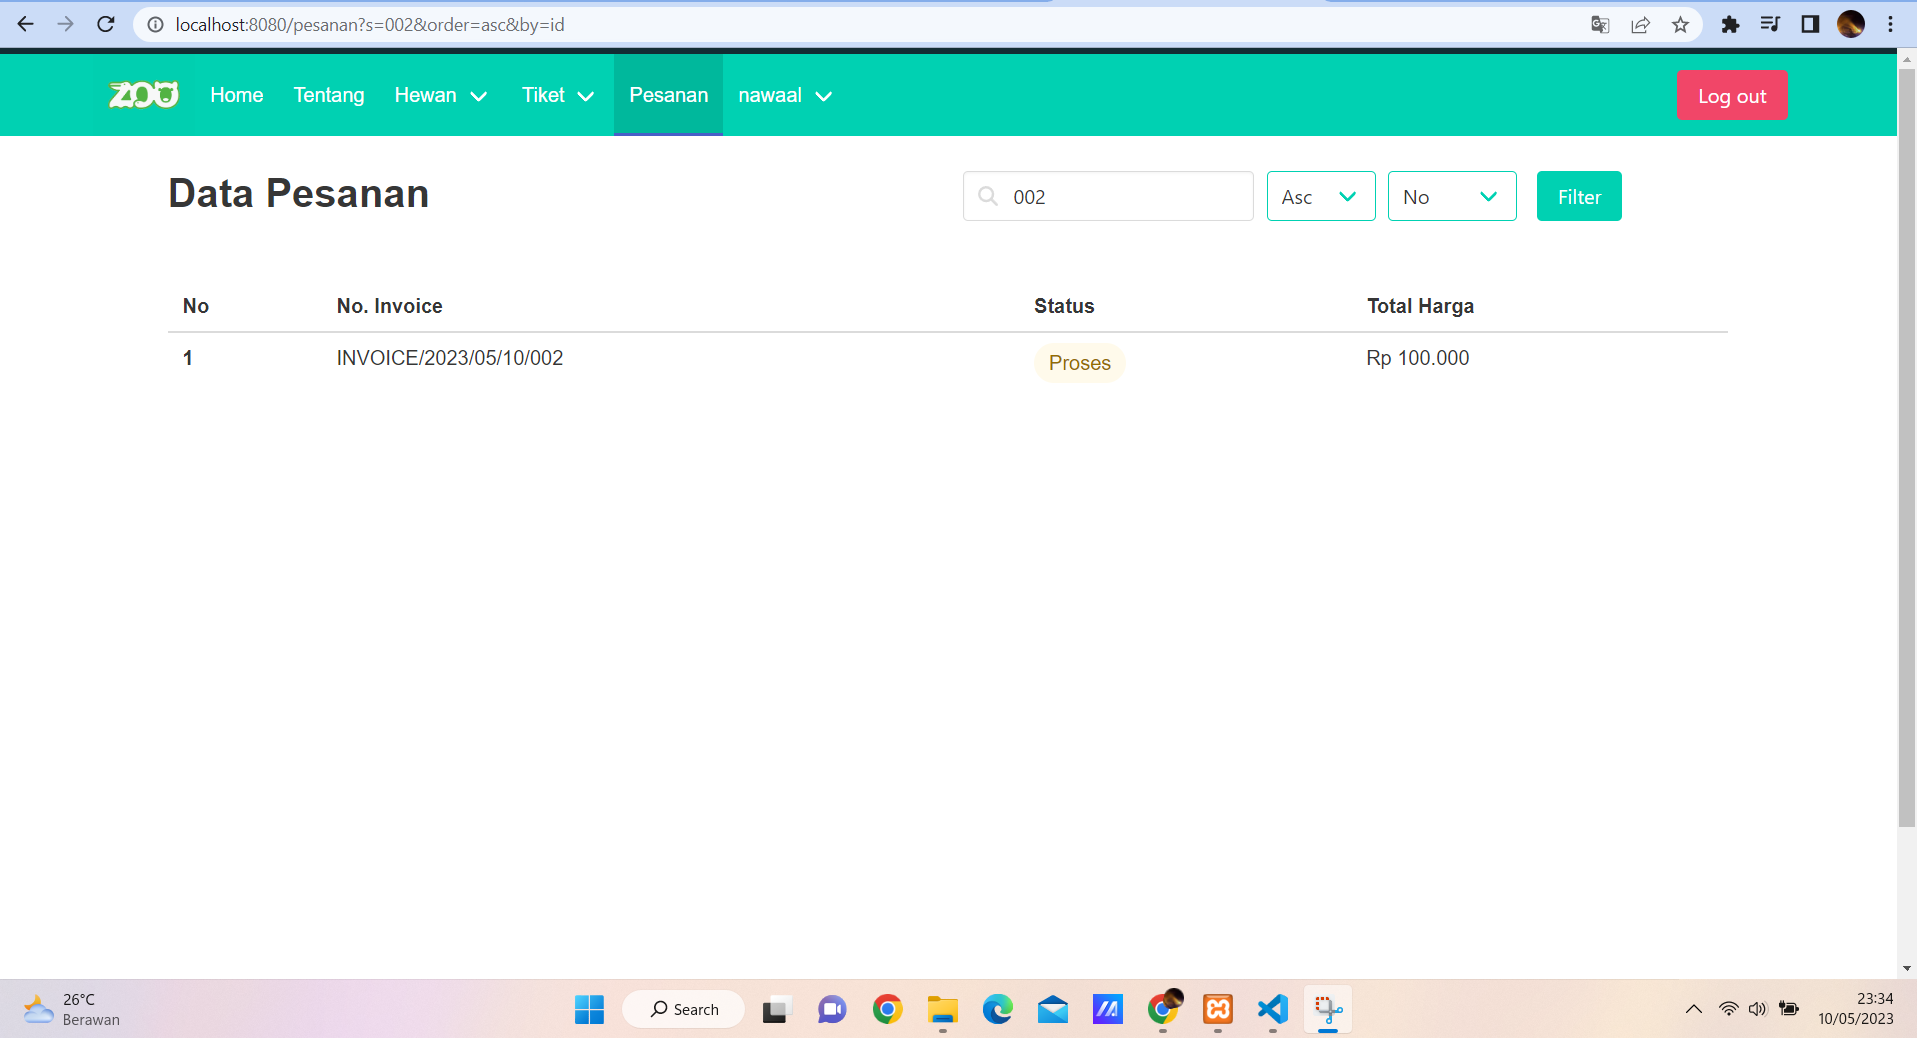 localhost:8080/pesanan?s=002&order=asc&by=id
ZOO Home Tentang Hewan Tiket Pesanan nawaal Log out
Data Pesanan 002 Asc No Filter
No No. Invoice Status Total Harga
1 INVOICE/2023/05/10/002 Proses Rp 100.000
26°C
Berawan
Search
23:34
10/05/2023